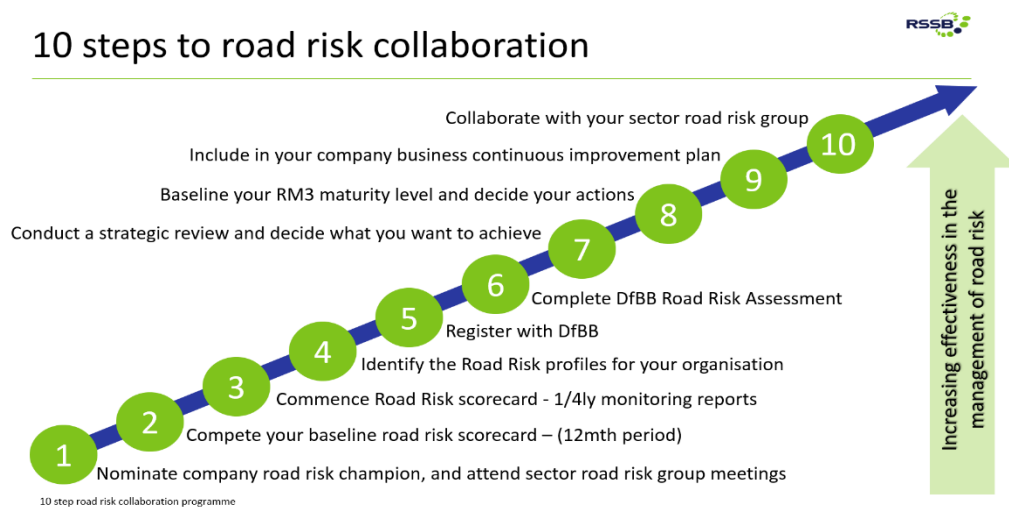 RSSB
10 steps to road risk collaboration
Collaborate with your sector road risk group
10
Include in your company business continuous improvement plan
9
Baseline your RM3 maturity level and decide your actions
8
Conduct a strategic review and decide what you want to achieve
7
6
Complete DfBB Road Risk Assessment
5
Register with DfBB
4
Identify the Road Risk profiles for your organisation
3
Commence Road Risk scorecard - 1/4ly monitoring reports
2
Compete your baseline road risk scorecard – (12mth period)
1
Nominate company road risk champion, and attend sector road risk group meetings
Increasing effectiveness in the
management of road risk
10 step road risk collaboration programme